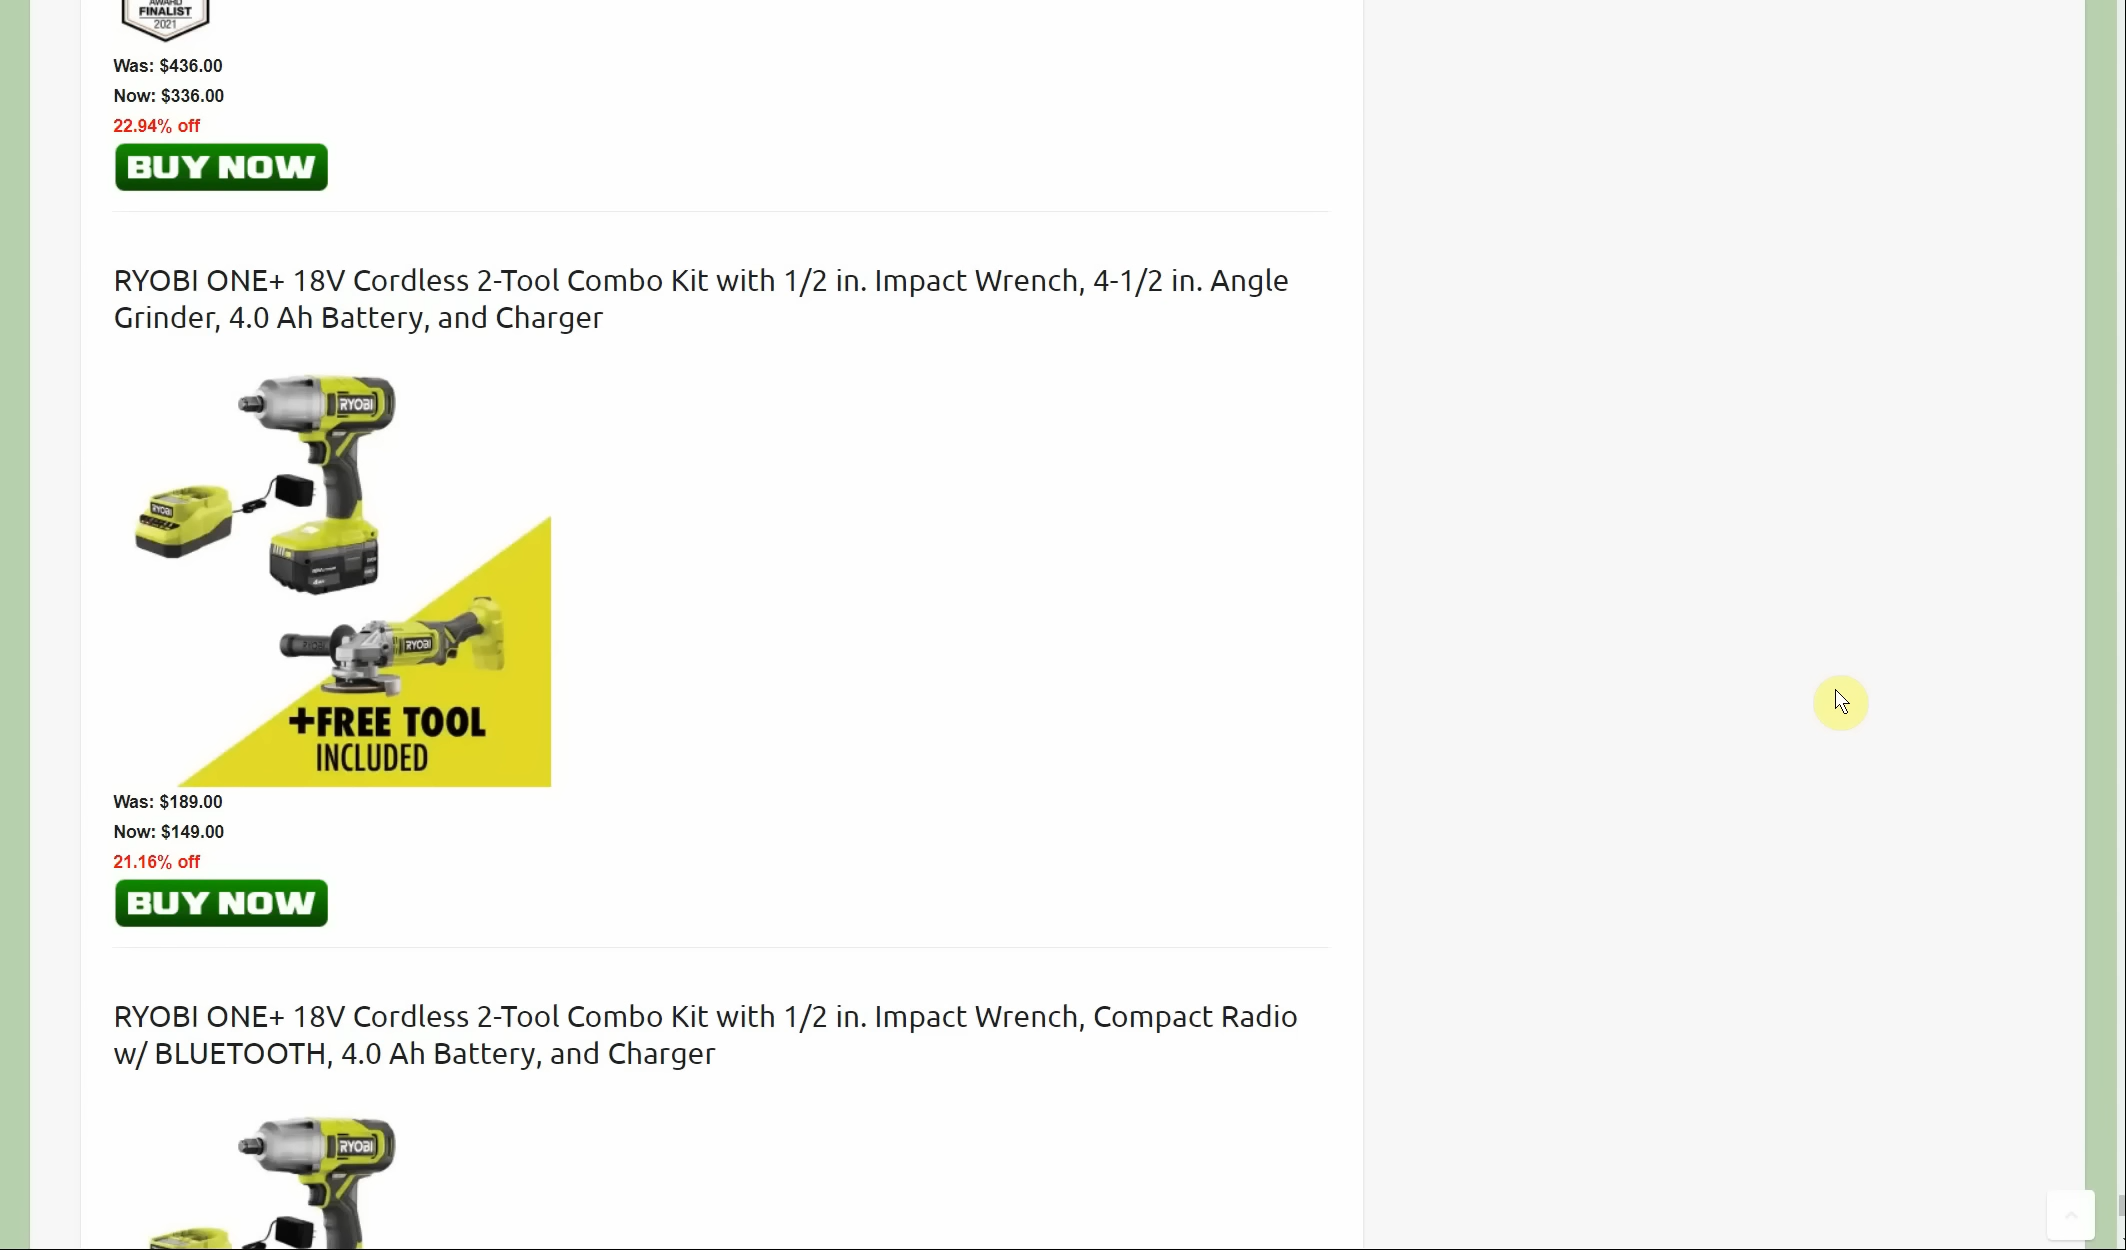 AWARD
FINALIST
2021
Was: $436.00
Now: $336.00
22.94% off
BUY NOW
RYOBI ONE+ 18V Cordless 2-Tool Combo Kit with 1/2 in. Impact Wrench, 4-1/2 in. Angle
Grinder, 4.0 Ah Battery, and Charger
RYOBI
RYOBI
RYOBI
RYOBI
+FREE TOOL
INCLUDED
Was: $189.00
Now: $149.00
21.16% off
BUY NOW
RYOBI ONE+ 18V Cordless 2-Tool Combo Kit with 1/2 in. Impact Wrench, Compact Radio
w/ BLUETOOTH, 4.0 Ah Battery, and Charger
RYOBI